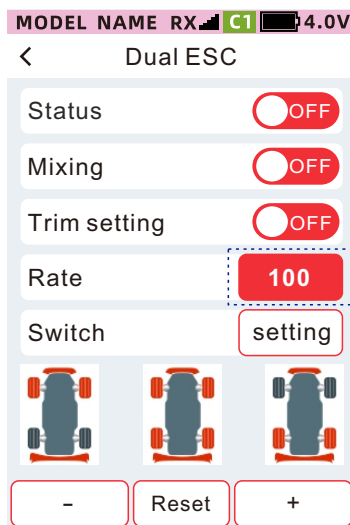 MODEL NAME RX C1 4.0V
< Dual ESC
Status OFF
Mixing OFF
Trim setting OFF
Rate 100
Switch setting
- Reset +